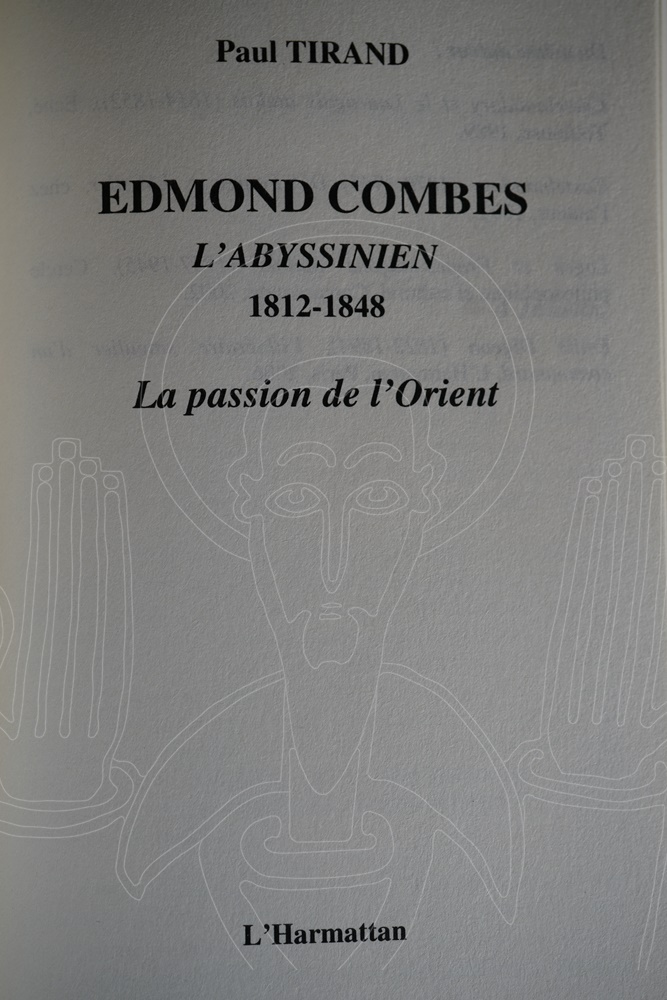 Paul TIRAND
EDMOND COMBES
L'ABYSSINIEN
1812-1848
La passion de l'Orient
L'Harmattan